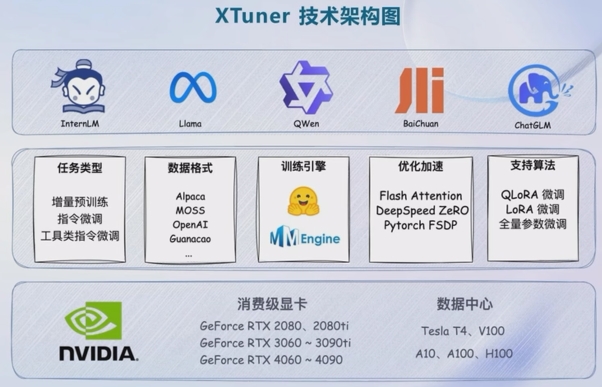 XTuner 技术架构图
InternLM
Llama
QWen
BaiChuan
ChatGLM
任务类型
增量预训练
指令微调
工具类指令微调
数据格式
Alpaca
MOSS
OpenAI
Guanacao
...
训练引擎
MMEngine
优化加速
Flash Attention
DeepSpeed ZeRO
Pytorch FSDP
支持算法
QLoRA 微调
LoRA 微调
全量参数微调
NVIDIA.
消费级显卡
GeForce RTX 2080、2080ti
GeForce RTX 3060 ~ 3090ti
GeForce RTX 4060 ~ 4090
数据中心
Tesla T4、V100
A10、A100、H100